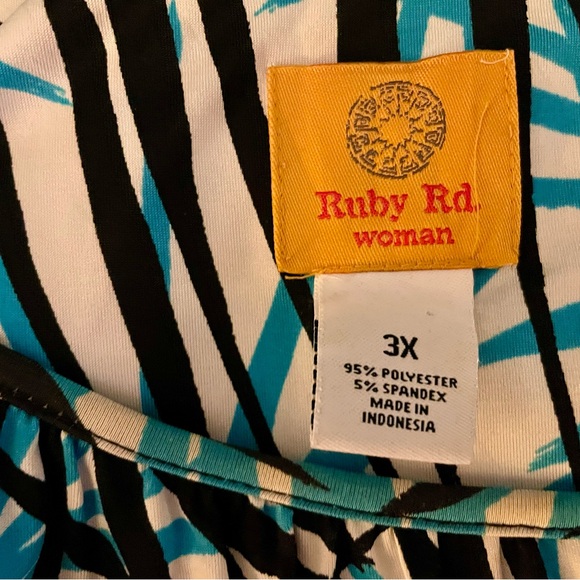 Ruby Rd.
woman
3X
95% POLYESTER
5% SPANDEX
MADE IN
INDONESIA